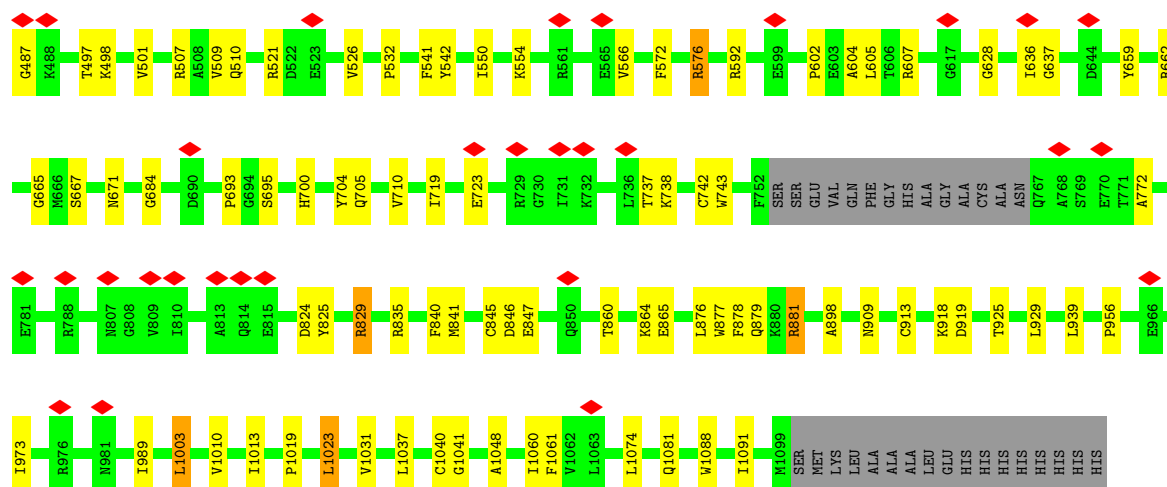 G487 K488 T497 K498 V501 R507 A508 V509 Q510 R521 D522 E523 V526 P532 F541 Y542 I550 K554 R561 E565 V566 F572 R576 R592 E599 P602 E603 A604 L605 T606 R607 G617 G628 I636 G637 D644 Y659
G665 M666 S667 N671 G684 D690 P693 G694 S695 H700 Y704 Q705 V710 I719 E723 R729 G730 I731 K732 L736 T737 K738 C742 W743 F752 SER SER GLU VAL GLN PHE GLY HIS ALA GLY ALA CYS ALA ASN Q767 A768 S769 E770 T771 A772
E781 R788 N807 G808 V809 I810 A813 Q814 E815 D824 Y825 R829 R835 F840 M841 C845 D846 E847 Q850 T860 K864 E865 L876 W877 F878 Q879 K880 R881 A898 N909 C913 K918 D919 T925 L929 L939 P956 E966
I973 R976 N981 I989 L1003 V1010 I1013 P1019 L1023 V1031 L1037 C1040 G1041 A1048 I1060 F1061 V1062 L1063 L1074 Q1081 W1088 I1091 M1099 SER MET LYS LEU ALA ALA ALA LEU GLU HIS HIS HIS HIS HIS HIS HIS HIS